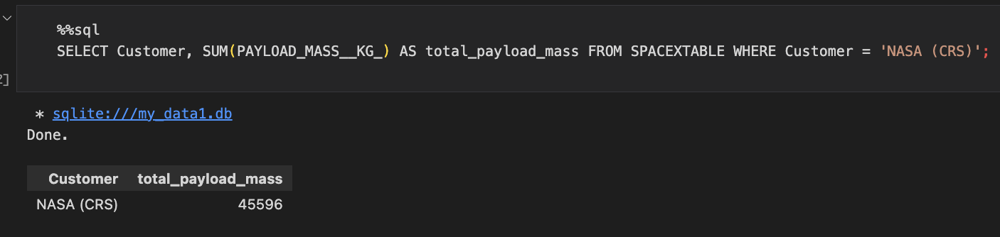 %%sql
SELECT Customer, SUM(PAYLOAD_MASS__KG_) AS total_payload_mass FROM SPACEXTABLE WHERE Customer = 'NASA (CRS)';
2]
* sqlite:///my_data1.db
Done.
Customer total_payload_mass
NASA (CRS) 45596